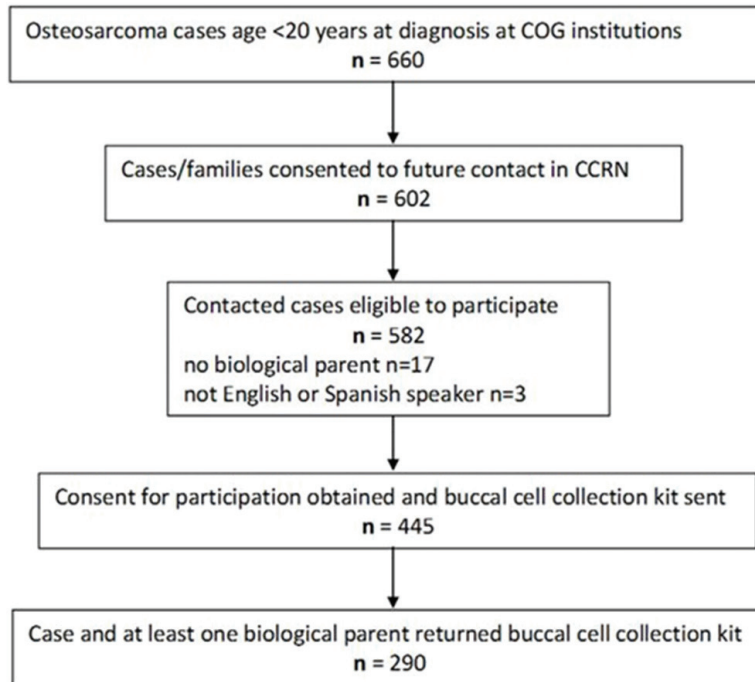 Osteosarcoma cases age <20 years at diagnosis at COG institutions
n = 660
Cases/families consented to future contact in CCRN
n = 602
Contacted cases eligible to participate
n = 582
no biological parent n=17
not English or Spanish speaker n=3
Consent for participation obtained and buccal cell collection kit sent
n = 445
Case and at least one biological parent returned buccal cell collection kit
n = 290